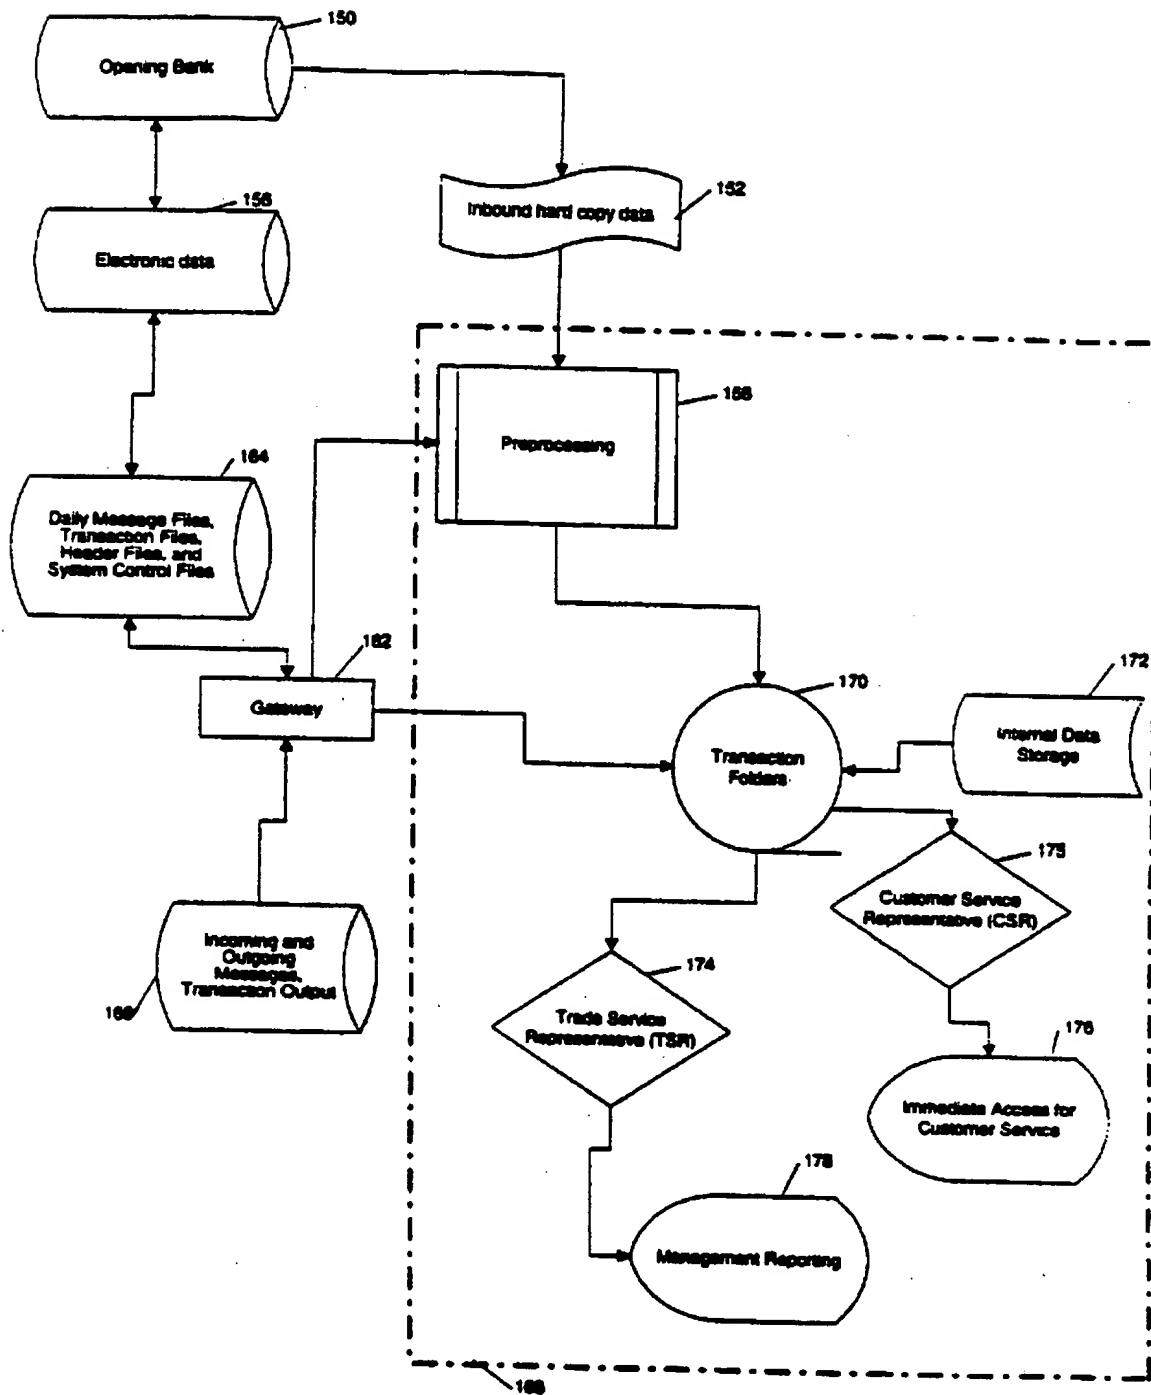 150
Opening Bank
152
Inbound hard copy data
156
Electronic data
158
Preprocessing
164
Daily Message Files,
Transaction Files,
Header Files, and
System Control Files
162
Gateway
170
Transaction
Folders
172
Internal Data
Storage
175
Customer Service
Representative (CSR)
Incoming and
Outgoing
Messages,
Transaction Output
174
Trade Service
Representative (TSR)
176
Immediate Access for
Customer Service
178
Management Reporting